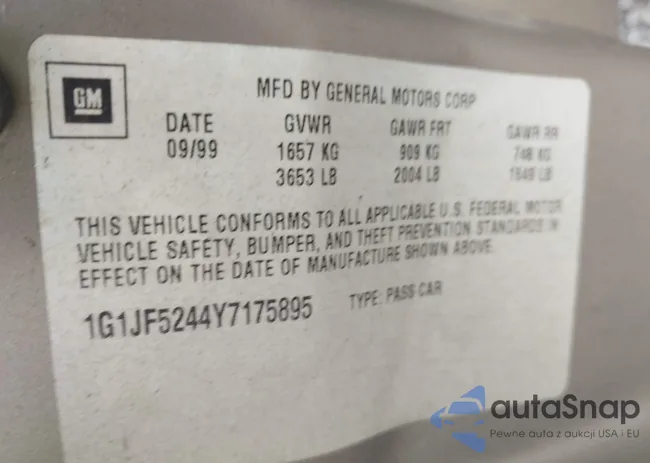 GM
MFD BY GENERAL MOTORS CORP
DATE GVWR GAWR FRT GAWR RR
09/99 1657 KG 909 KG 748 KG
3653 LB 2004 LB 1649 LB
THIS VEHICLE CONFORMS TO ALL APPLICABLE U.S. FEDERAL MOTOR
VEHICLE SAFETY, BUMPER, AND THEFT PREVENTION STANDARDS IN
EFFECT ON THE DATE OF MANUFACTURE SHOWN ABOVE.
1G1JF5244Y7175895 TYPE: PASS CAR
autaSnap
Pewne auta z aukcji USA i EU